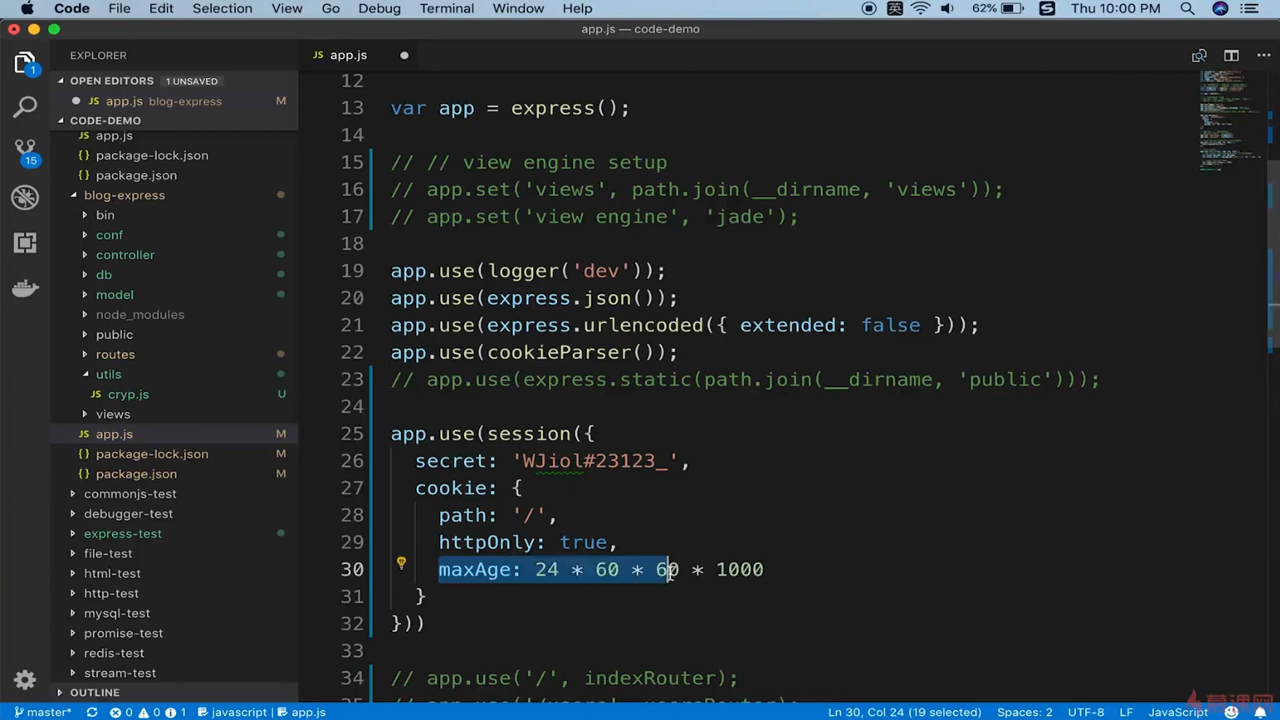 Code File Edit Selection View Go Debug Terminal Window Help 英 62% S Thu 10:00 PM
app.js — code-demo
EXPLORER
JS app.js
1
OPEN EDITORS 1 UNSAVED
app.js blog-express M
CODE-DEMO
app.js
{} package-lock.json
15
{} package.json
blog-express
bin
conf
controller
db
model
node_modules
public
routes
utils
JS cryp.js U
views
JS app.js M
{} package-lock.json M
{} package.json M
commonjs-test
debugger-test
express-test
file-test
html-test
http-test
mysql-test
promise-test
redis-test
stream-test
OUTLINE
12
13 var app = express();
14
15 // // view engine setup
16 // app.set('views', path.join(__dirname, 'views'));
17 // app.set('view engine', 'jade');
18
19 app.use(logger('dev'));
20 app.use(express.json());
21 app.use(express.urlencoded({ extended: false }));
22 app.use(cookieParser());
23 // app.use(express.static(path.join(__dirname, 'public')));
24
25 app.use(session({
26 secret: 'WJiol#23123_',
27 cookie: {
28 path: '/',
29 httpOnly: true,
30 maxAge: 24 * 60 * 60 * 1000
31 }
32 }))
33
34 // app.use('/', indexRouter);
35 // app.use('/users', usersRouter);
master* 0 0 1 javascript | app.js Ln 30, Col 24 (19 selected) Spaces: 2 UTF-8 LF JavaScript